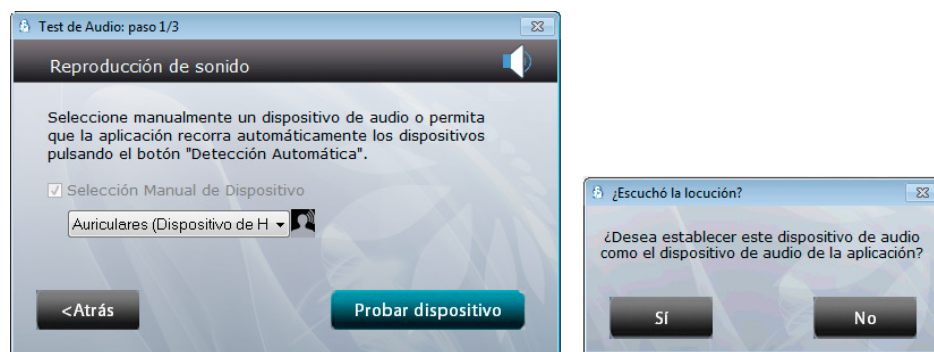 Test de Audio: paso 1/3
Reproducción de sonido
Seleccione manualmente un dispositivo de audio o permita
que la aplicación recorra automáticamente los dispositivos
pulsando el botón "Detección Automática".
Selección Manual de Dispositivo
Auriculares (Dispositivo de H
<Atrás
Probar dispositivo
¿Escuchó la locución?
¿Desea establecer este dispositivo de audio
como el dispositivo de audio de la aplicación?
Sí
No